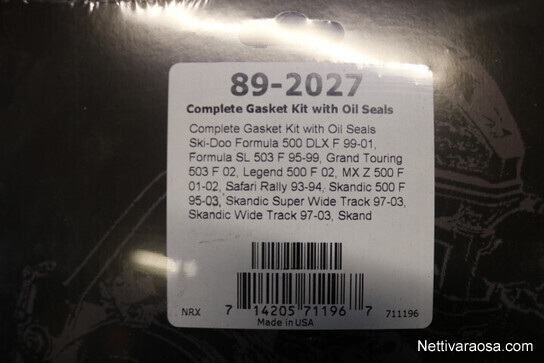 89-2027
Complete Gasket Kit with Oil Seals
Complete Gasket Kit with Oil Seals
Ski-Doo Formula 500 DLX F 99-01,
Formula SL 503 F 95-99, Grand Touring
503 F 02, Legend 500 F 02, MX Z 500 F
01-02, Safari Rally 93-94, Skandic 500 F
95-03, Skandic Super Wide Track 97-03,
Skandic Wide Track 97-03, Skand
NRX 7 14205 71196 7 711196
Made in USA
Nettivaraosa.com